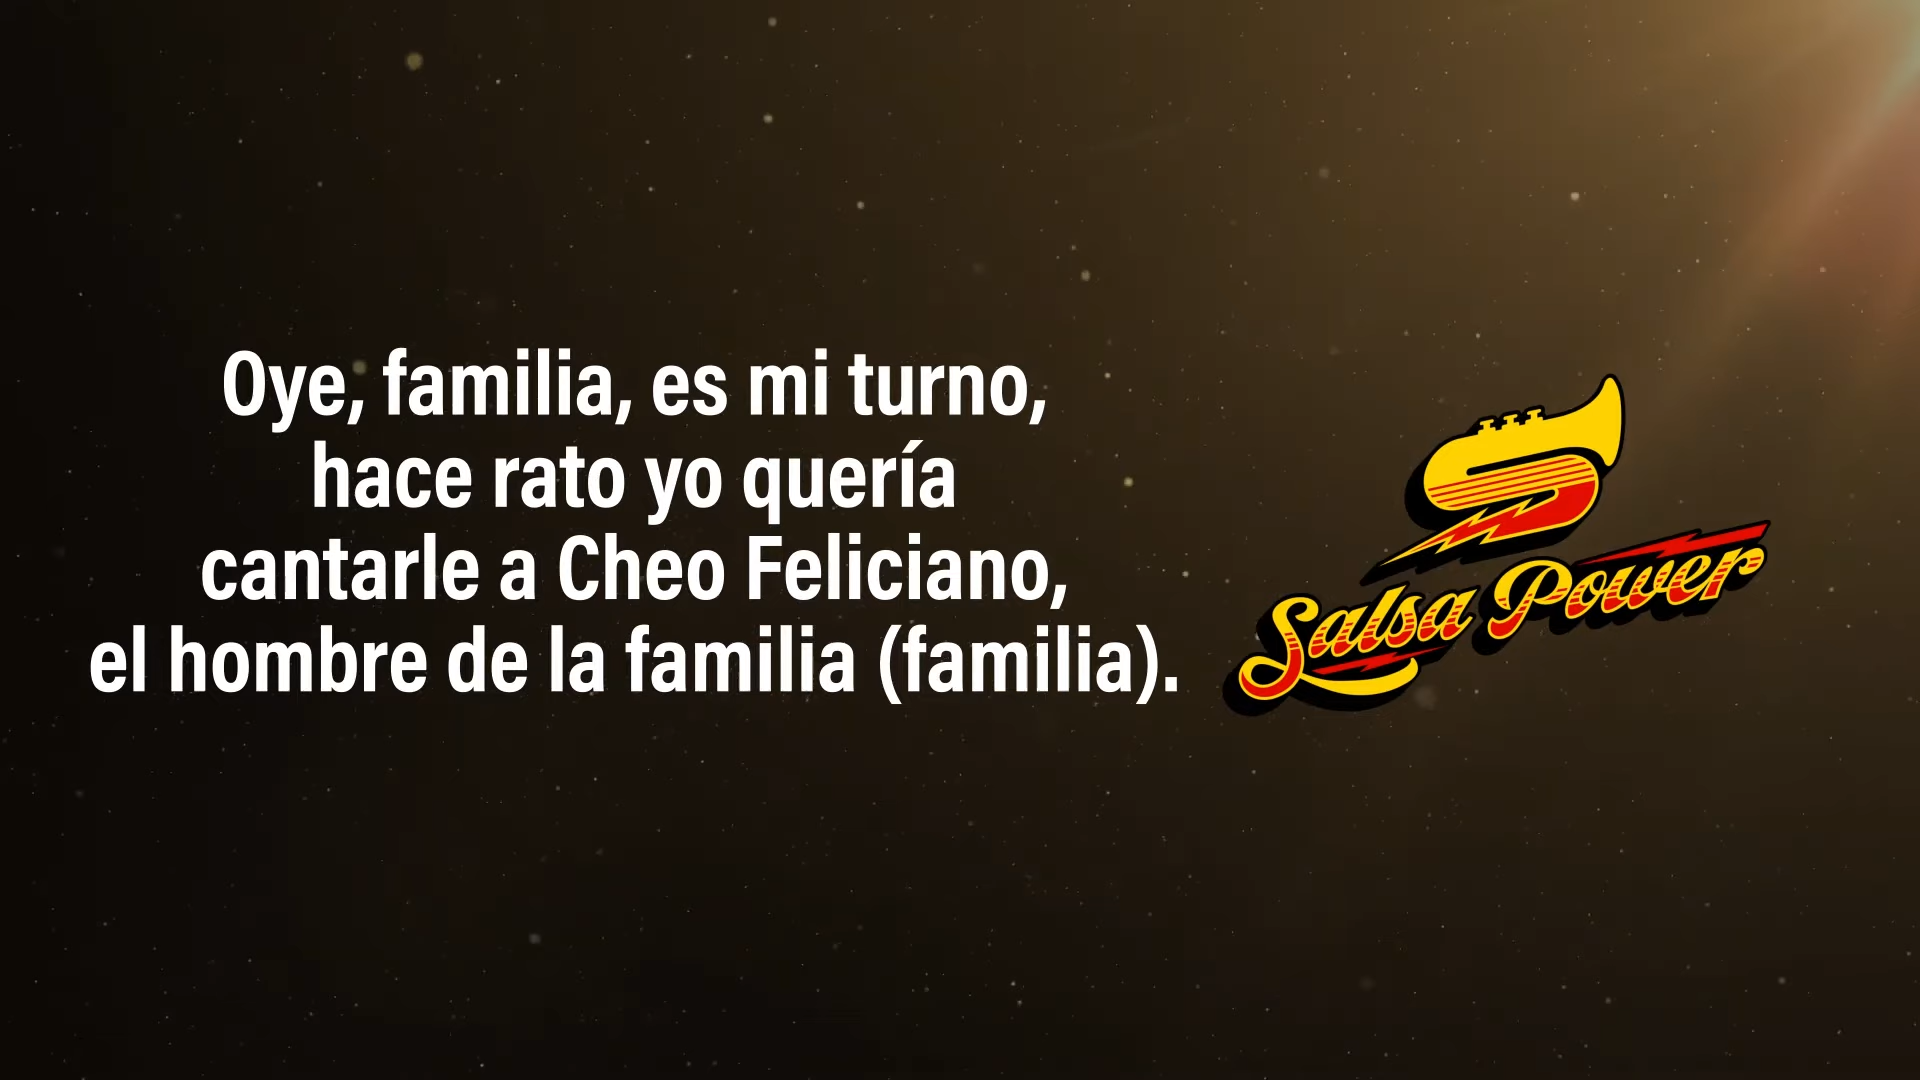 Oye, familia, es mi turno,
hace rato yo quería
cantarle a Cheo Feliciano,
el hombre de la familia (familia).
Salsa Power